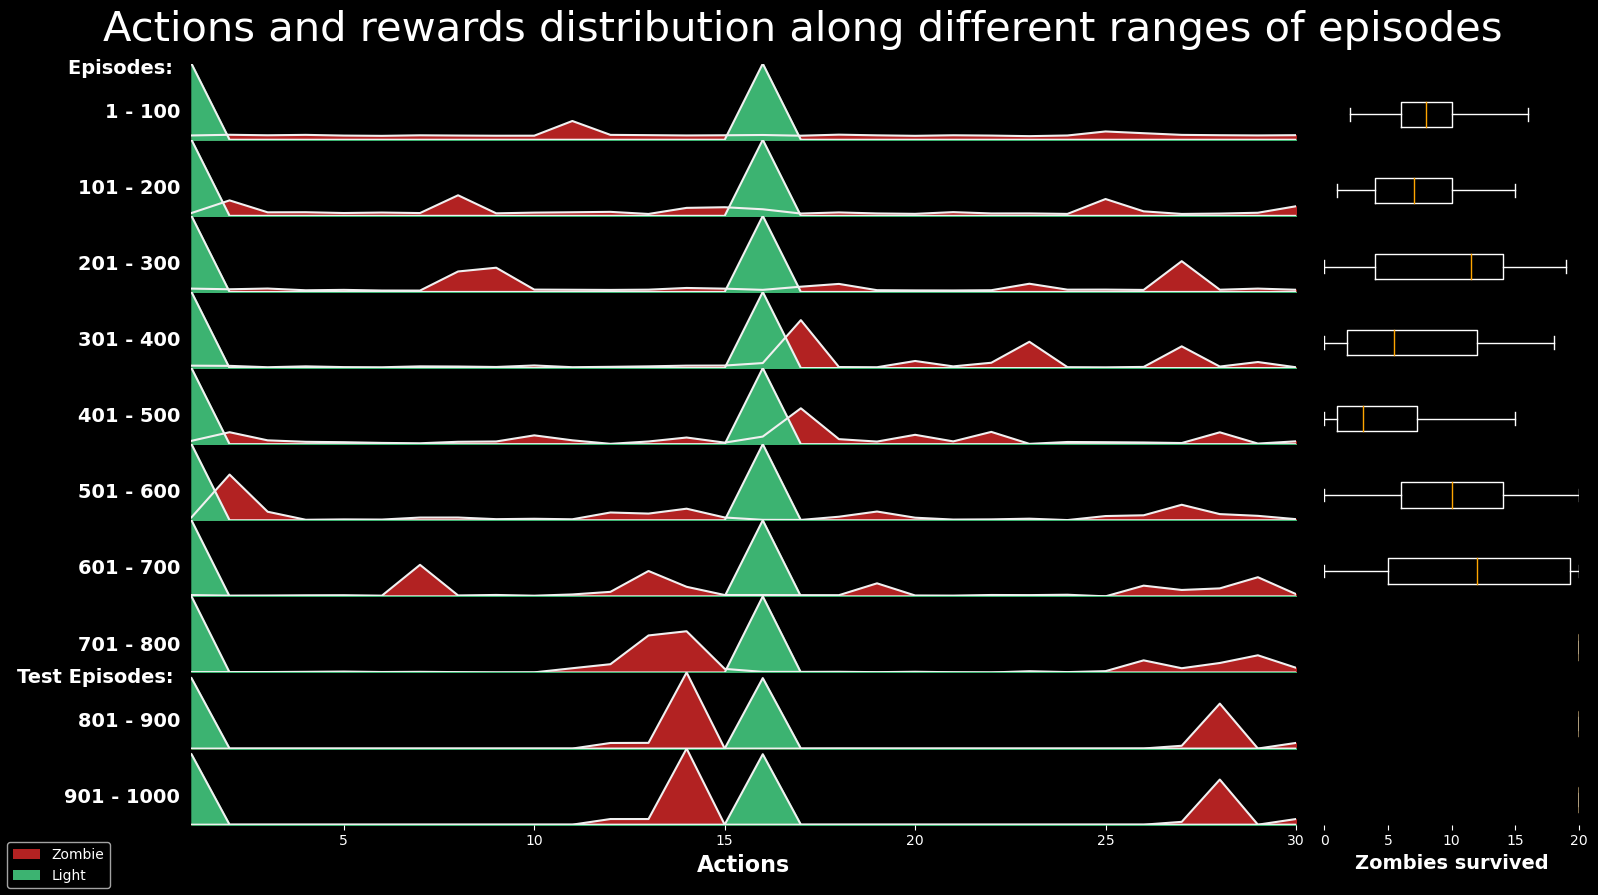 Actions and rewards distribution along different ranges of episodes
Episodes:
1 - 100
101 - 200
201 - 300
301 - 400
401 - 500
501 - 600
601 - 700
701 - 800
Test Episodes:
801 - 900
901 - 1000
5 10 15 20 25 30
0 5 10 15 20
Actions
Zombies survived
Zombie
Light